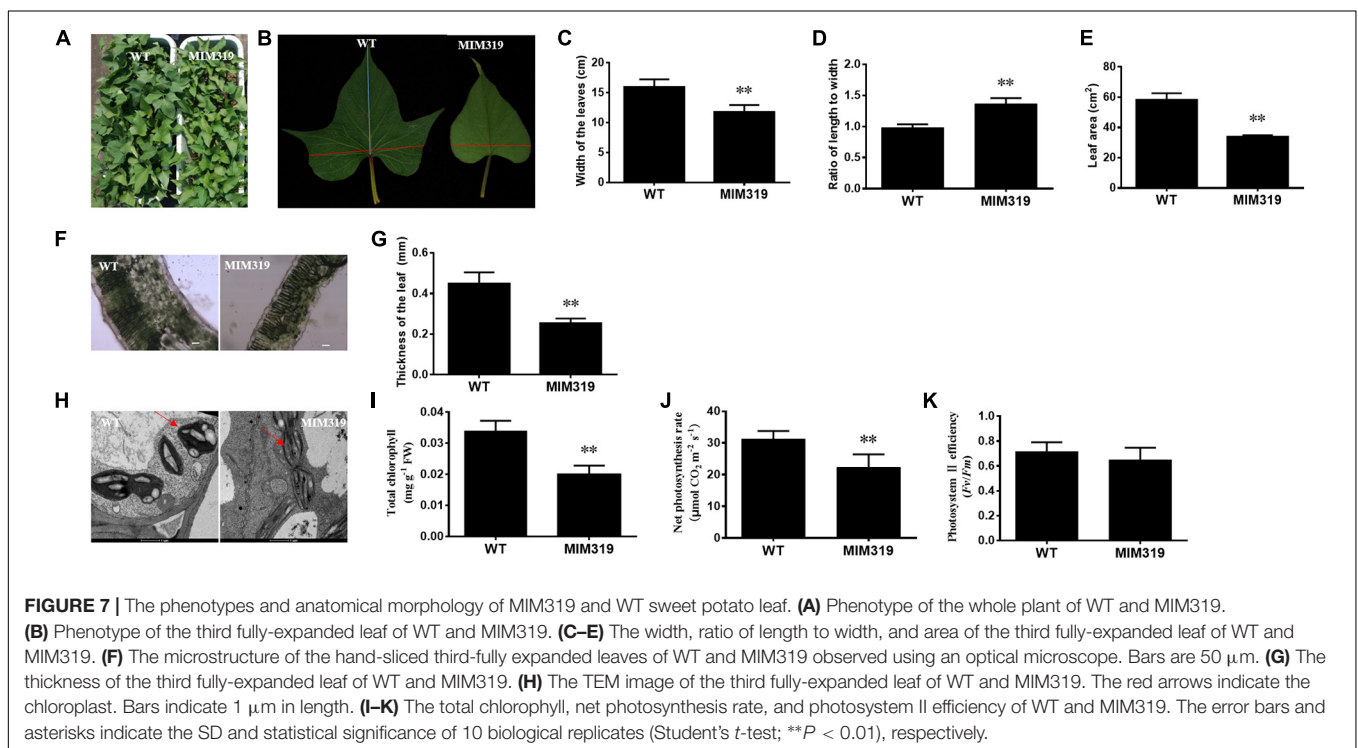 A
WT
MIM319
B
WT
MIM319
C
Width of the leaves (cm)
20
15
10
5
0
**
WT
MIM319
D
Ratio of length to width
2.0
1.5
1.0
0.5
0.0
**
WT
MIM319
E
Leaf area (cm²)
80
60
40
20
0
**
WT
MIM319
F
WT
MIM319
G
Thickness of the leaf (mm)
0.6
0.4
0.2
0.0
**
WT
MIM319
H
WT
MIM319
1 μm
1 μm
I
Total chlorophyll
(mg g⁻¹ FW)
0.04
0.03
0.02
0.01
0.00
**
WT
MIM319
J
Net photosynthesis rate
(μmol CO₂ m⁻² s⁻¹)
40
30
20
10
0
**
WT
MIM319
K
Photosystem II efficiency
(Fv/Fm)
1.0
0.8
0.6
0.4
0.2
0.0
WT
MIM319
FIGURE 7 | The phenotypes and anatomical morphology of MIM319 and WT sweet potato leaf. (A) Phenotype of the whole plant of WT and MIM319.
(B) Phenotype of the third fully-expanded leaf of WT and MIM319. (C–E) The width, ratio of length to width, and area of the third fully-expanded leaf of WT and
MIM319. (F) The microstructure of the hand-sliced third-fully expanded leaves of WT and MIM319 observed using an optical microscope. Bars are 50 μm. (G) The
thickness of the third fully-expanded leaf of WT and MIM319. (H) The TEM image of the third fully-expanded leaf of WT and MIM319. The red arrows indicate the
chloroplast. Bars indicate 1 μm in length. (I–K) The total chlorophyll, net photosynthesis rate, and photosystem II efficiency of WT and MIM319. The error bars and
asterisks indicate the SD and statistical significance of 10 biological replicates (Student's t-test; **P < 0.01), respectively.